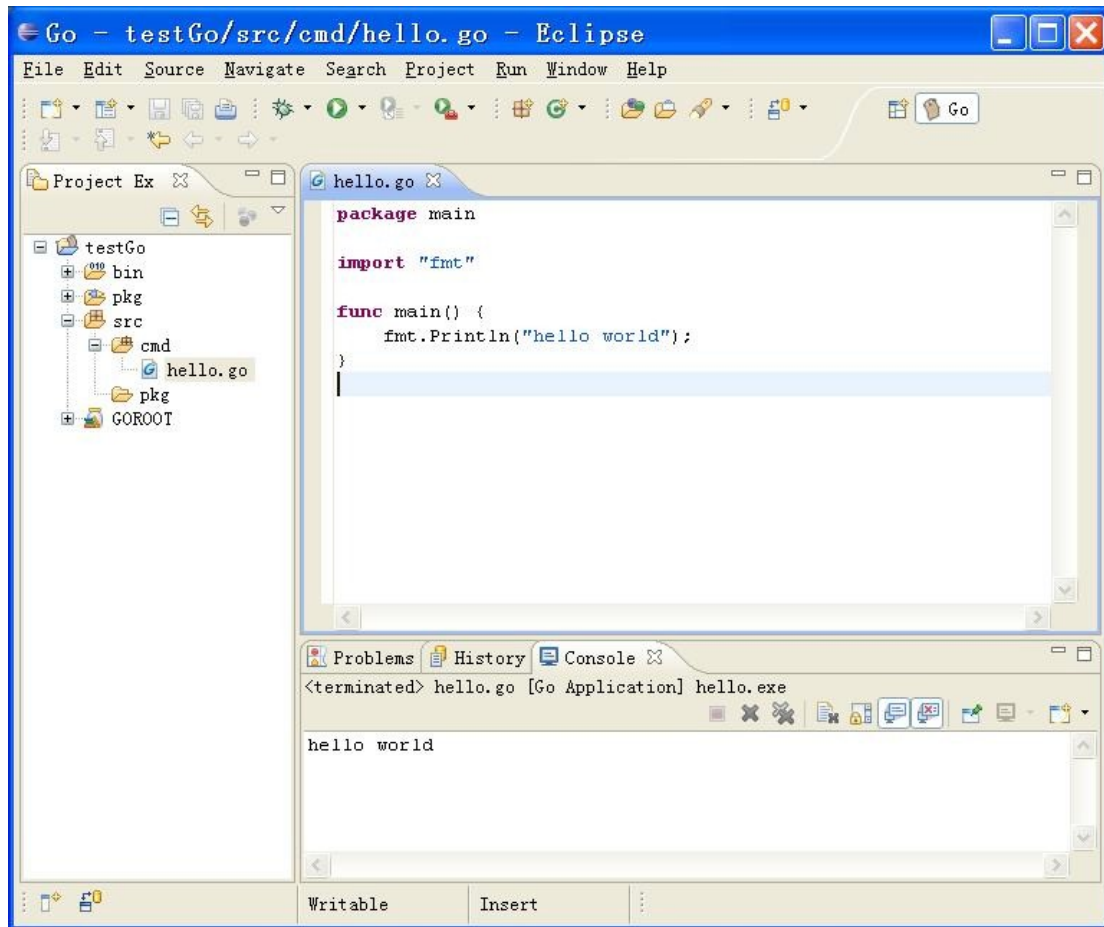 Go - testGo/src/cmd/hello.go - Eclipse
File Edit Source Navigate Search Project Run Window Help
Go
Project Ex
testGo
bin
pkg
src
cmd
hello.go
pkg
GOROOT
hello.go
package main
import "fmt"
func main() {
fmt.Println("hello world");
}
Problems History Console
<terminated> hello.go [Go Application] hello.exe
hello world
Writable Insert